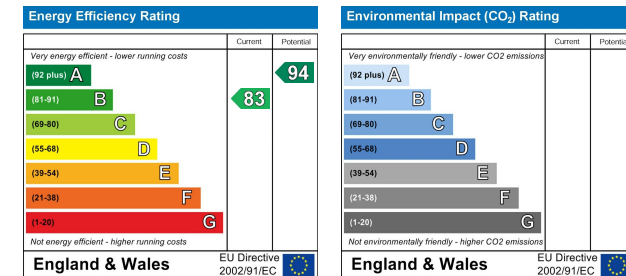 Energy Efficiency Rating
Current Potential
Very energy efficient - lower running costs
(92 plus) A
94
(81-91) B
83
(69-80) C
(55-68) D
(39-54) E
(21-38) F
(1-20) G
Not energy efficient - higher running costs
England & Wales
EU Directive
2002/91/EC
Environmental Impact (CO₂) Rating
Current Potential
Very environmentally friendly - lower CO2 emissions
(92 plus) A
(81-91) B
(69-80) C
(55-68) D
(39-54) E
(21-38) F
(1-20) G
Not environmentally friendly - higher CO2 emissions
England & Wales
EU Directive
2002/91/EC